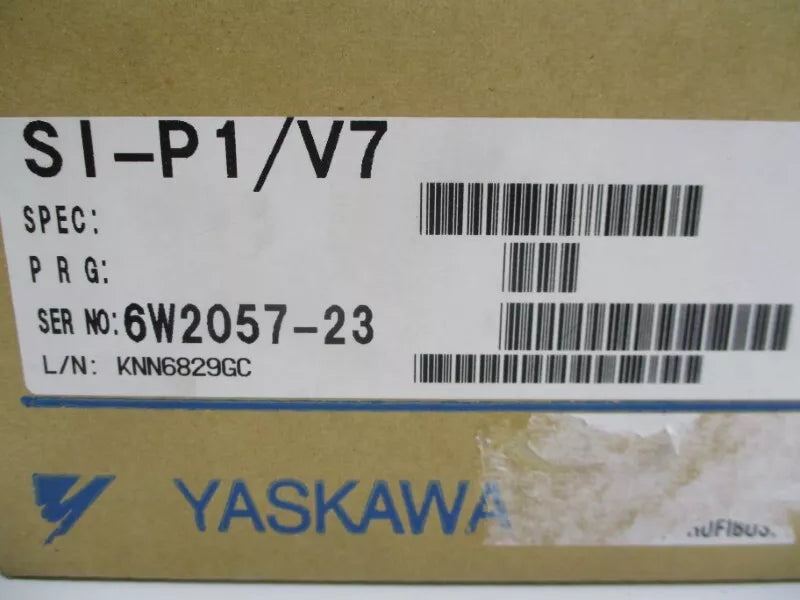 SI-P1/V7
SPEC:
PRG:
SER NO: 6W2057-23
L/N: KNN6829GC
YASKAWA